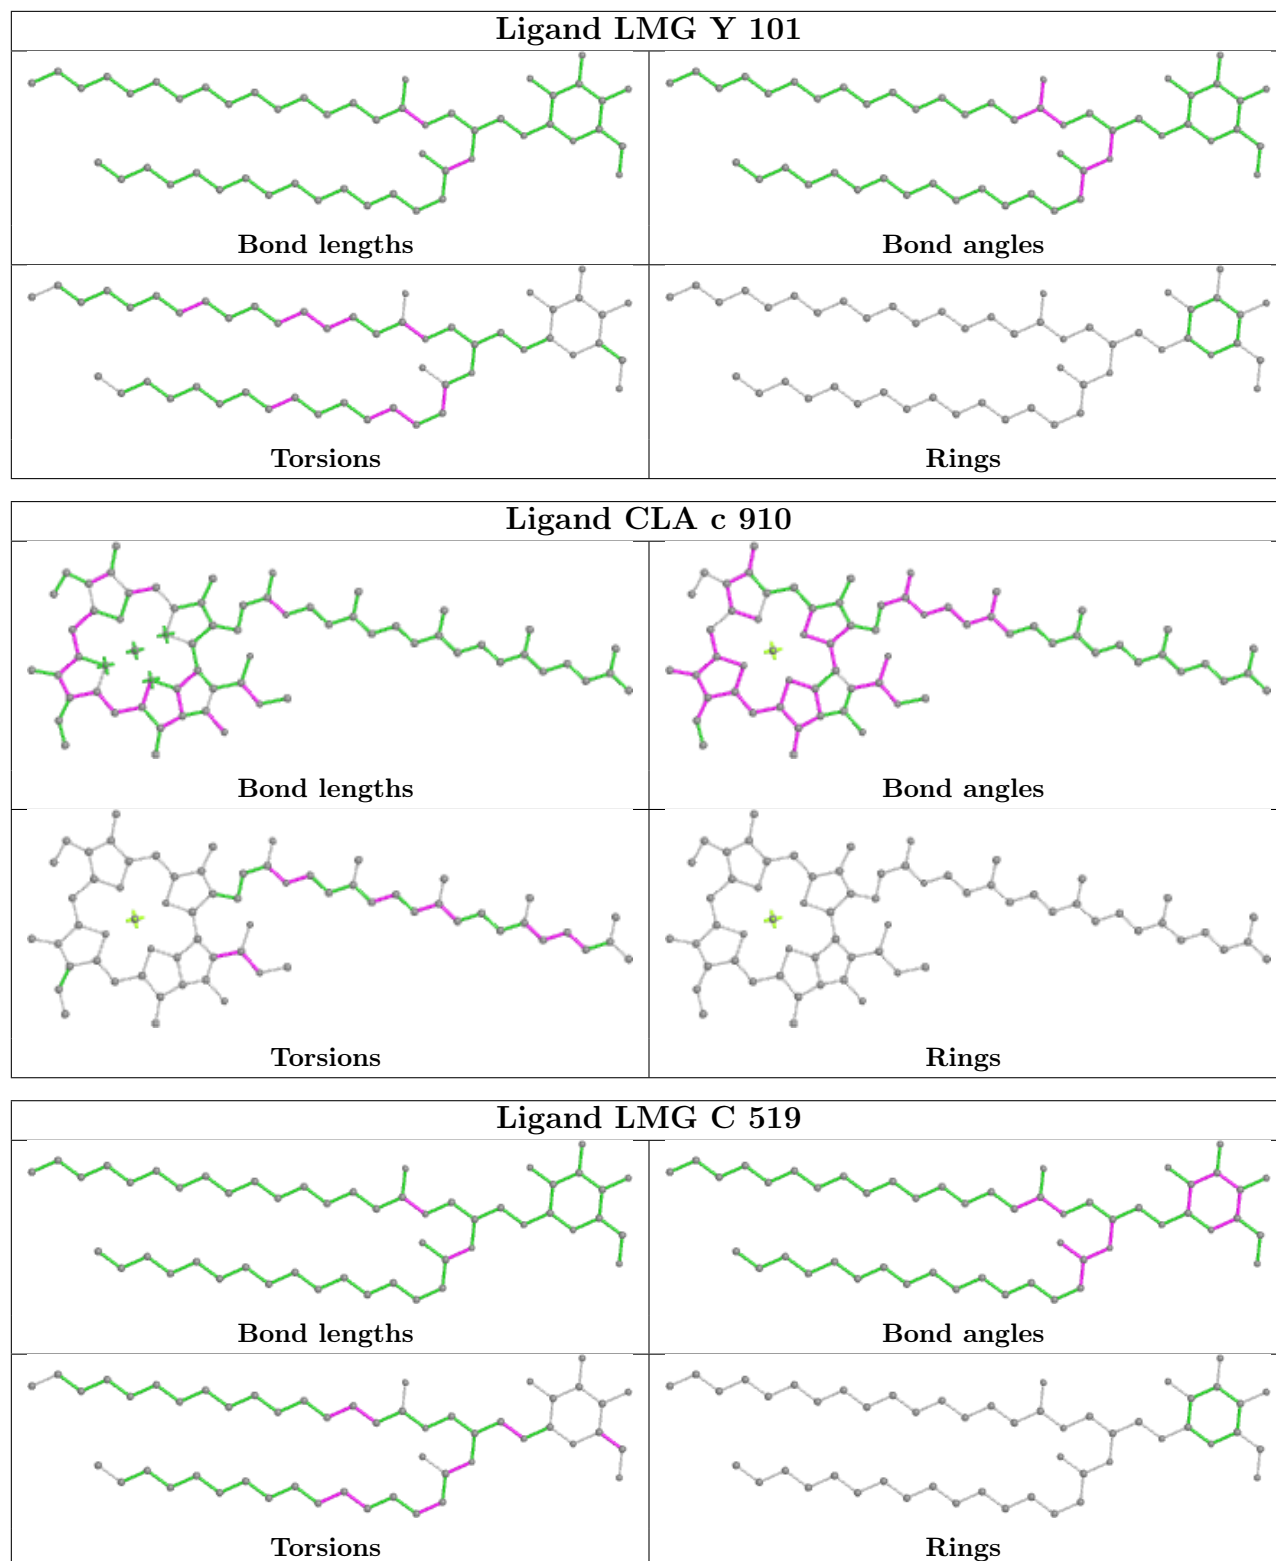 Ligand LMG Y 101
Bond lengths
Bond angles
Torsions
Rings
Ligand CLA c 910
Bond lengths
Bond angles
Torsions
Rings
Ligand LMG C 519
Bond lengths
Bond angles
Torsions
Rings